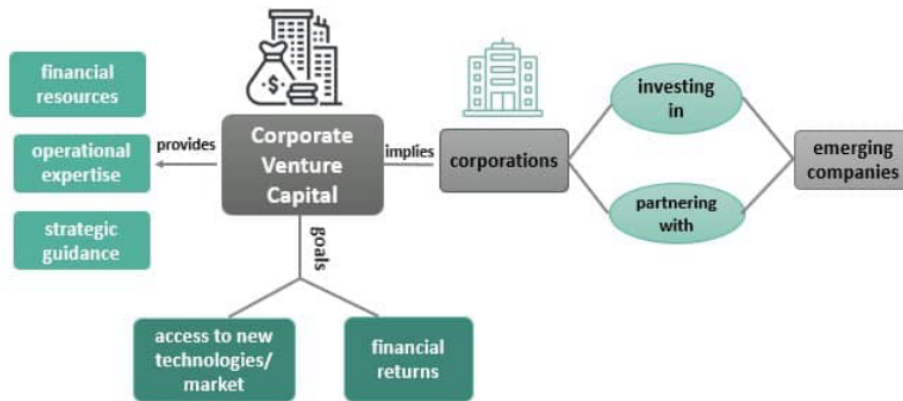 financial
resources
operational
expertise
strategic
guidance
provides
$
Corporate
Venture
Capital
implies
corporations
investing
in
partnering
with
emerging
companies
goals
access to new
technologies/
market
financial
returns